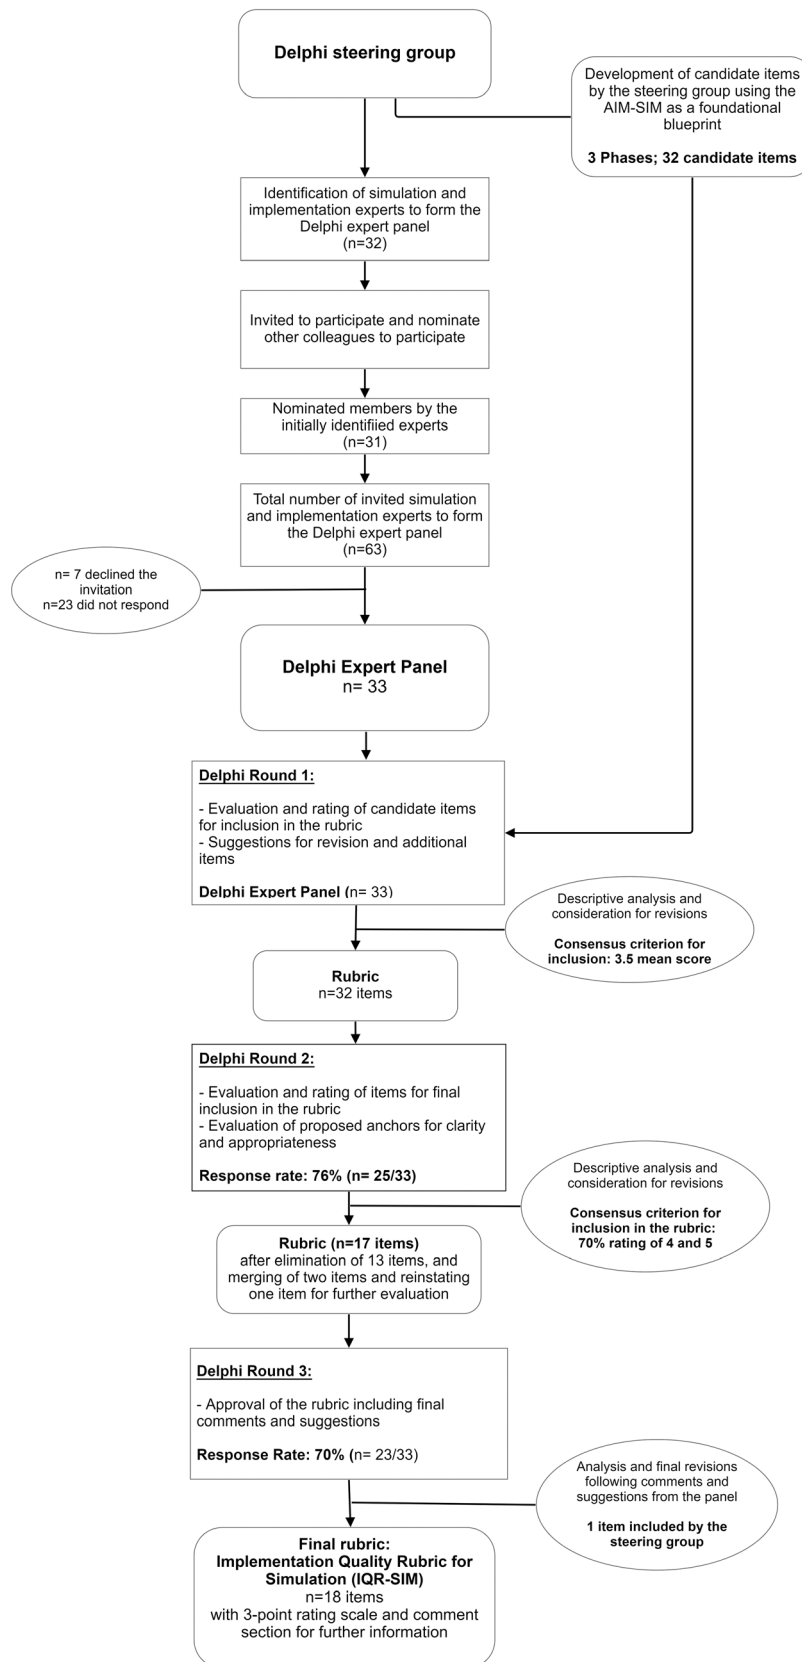 Delphi steering group
Development of candidate items
by the steering group using the
AIM-SIM as a foundational
blueprint
3 Phases; 32 candidate items
Identification of simulation and
implementation experts to form the
Delphi expert panel
(n=32)
Invited to participate and nominate
other colleagues to participate
Nominated members by the
initially identifiied experts
(n=31)
Total number of invited simulation
and implementation experts to form
the Delphi expert panel
(n=63)
n= 7 declined the
invitation
n=23 did not respond
Delphi Expert Panel
n= 33
Delphi Round 1:
- Evaluation and rating of candidate items
for inclusion in the rubric
- Suggestions for revision and additional
items
Delphi Expert Panel (n= 33)
Descriptive analysis and
consideration for revisions
Consensus criterion for
inclusion: 3.5 mean score
Rubric
n=32 items
Delphi Round 2:
- Evaluation and rating of items for final
inclusion in the rubric
- Evaluation of proposed anchors for clarity
and appropriateness
Response rate: 76% (n= 25/33)
Descriptive analysis and
consideration for revisions
Consensus criterion for
inclusion in the rubric:
70% rating of 4 and 5
Rubric (n=17 items)
after elimination of 13 items, and
merging of two items and reinstating
one item for further evaluation
Delphi Round 3:
- Approval of the rubric including final
comments and suggestions
Response Rate: 70% (n= 23/33)
Analysis and final revisions
following comments and
suggestions from the panel
1 item included by the
steering group
Final rubric:
Implementation Quality Rubric for
Simulation (IQR-SIM)
n=18 items
with 3-point rating scale and comment
section for further information